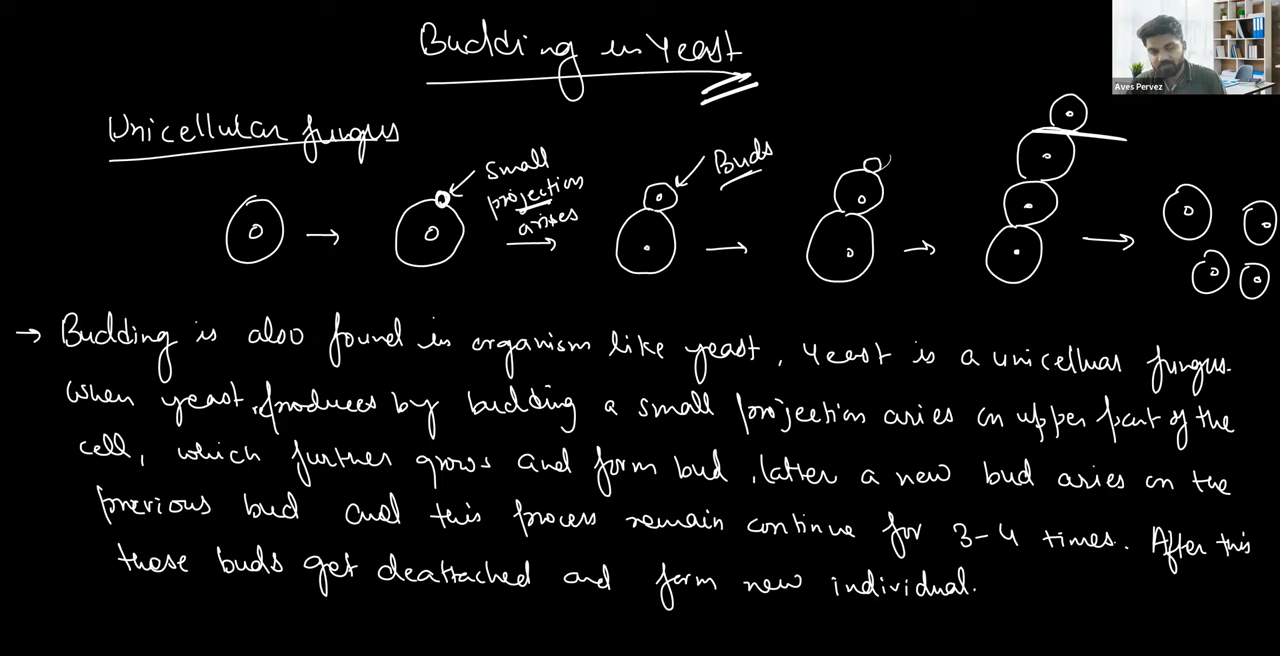 Budding in Yeast
Aves Pervez
Unicellular fungus
Small
projection
arises
Buds
→ Budding is also found in organism like yeast, Yeast is a unicelluar fungus.
When yeast produces by budding a small projection aries on upper part of the
cell, which further grows and form bud, latter a new bud aries on the
previous bud and this process remain continue for 3-4 times. After this
these buds get deattached and form new individual.